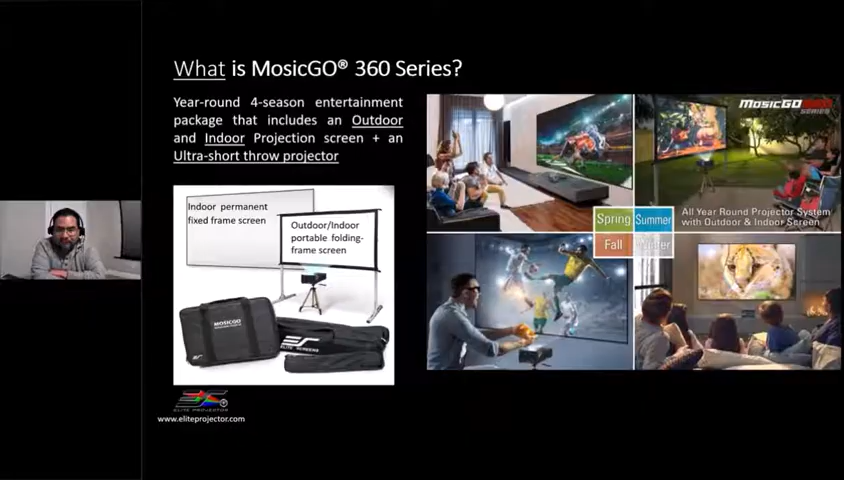 What is MosicGO® 360 Series?
Year-round 4-season entertainment
package that includes an Outdoor
and Indoor Projection screen + an
Ultra-short throw projector
Indoor permanent
fixed frame screen
Outdoor/Indoor
portable folding-
frame screen
MOSICGO
ELITE SCREENS
ELITE PROJECTOR
www.eliteprojector.com
MosicGO 360
SERIES
Spring Summer
Fall Winter
All Year Round Projector System
with Outdoor & Indoor Screen